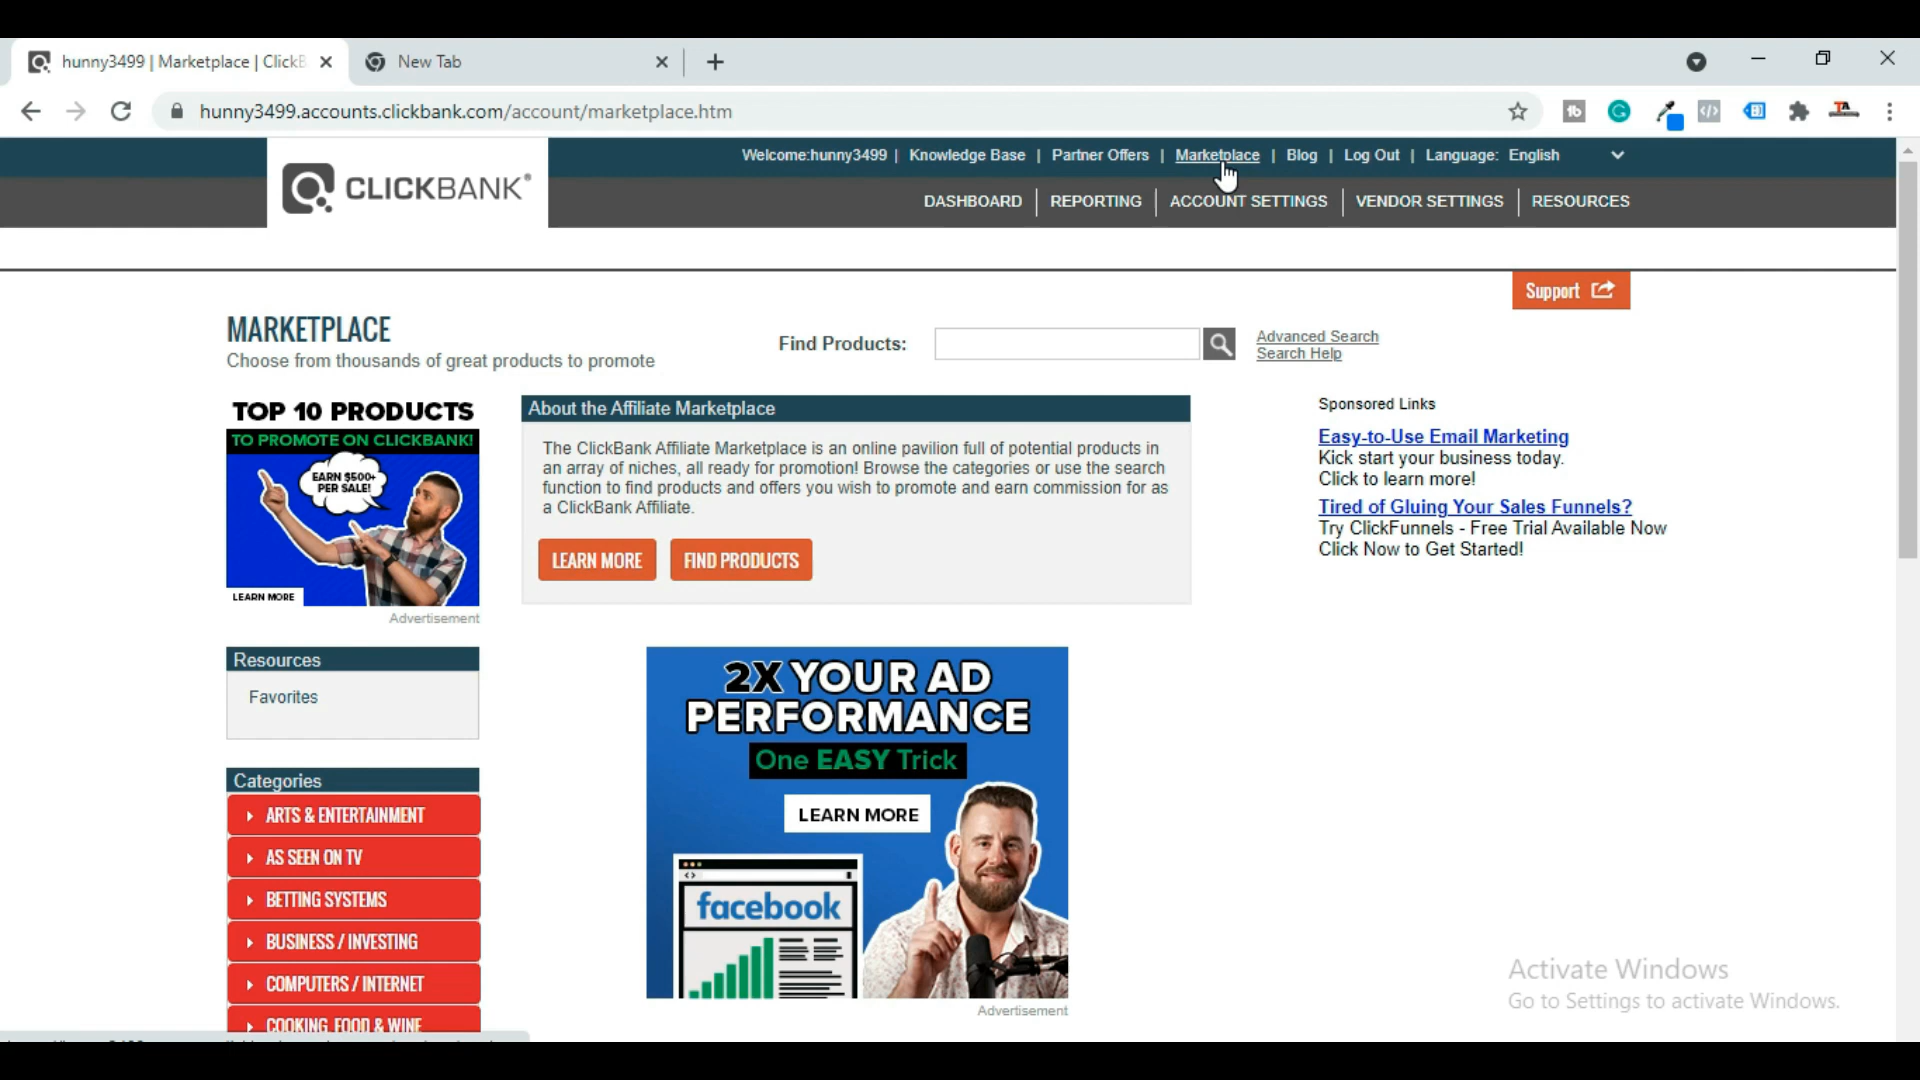 hunny3499 | Marketplace | ClickB
New Tab
hunny3499.accounts.clickbank.com/account/marketplace.htm
Welcome:hunny3499 | Knowledge Base | Partner Offers | Marketplace | Blog | Log Out | Language: English
CLICKBANK®
DASHBOARD | REPORTING | ACCOUNT SETTINGS | VENDOR SETTINGS | RESOURCES
Support
MARKETPLACE
Choose from thousands of great products to promote
Find Products:
Advanced Search
Search Help
TOP 10 PRODUCTS
TO PROMOTE ON CLICKBANK!
EARN $500+
PER SALE!
LEARN MORE
Advertisement
About the Affiliate Marketplace
The ClickBank Affiliate Marketplace is an online pavilion full of potential products in
an array of niches, all ready for promotion! Browse the categories or use the search
function to find products and offers you wish to promote and earn commission for as
a ClickBank Affiliate.
LEARN MORE
FIND PRODUCTS
Sponsored Links
Easy-to-Use Email Marketing
Kick start your business today.
Click to learn more!
Tired of Gluing Your Sales Funnels?
Try ClickFunnels - Free Trial Available Now
Click Now to Get Started!
Resources
Favorites
Categories
ARTS & ENTERTAINMENT
AS SEEN ON TV
BETTING SYSTEMS
BUSINESS / INVESTING
COMPUTERS / INTERNET
COOKING, FOOD & WINE
2X YOUR AD
PERFORMANCE
One EASY Trick
LEARN MORE
facebook
Advertisement
Activate Windows
Go to Settings to activate Windows.